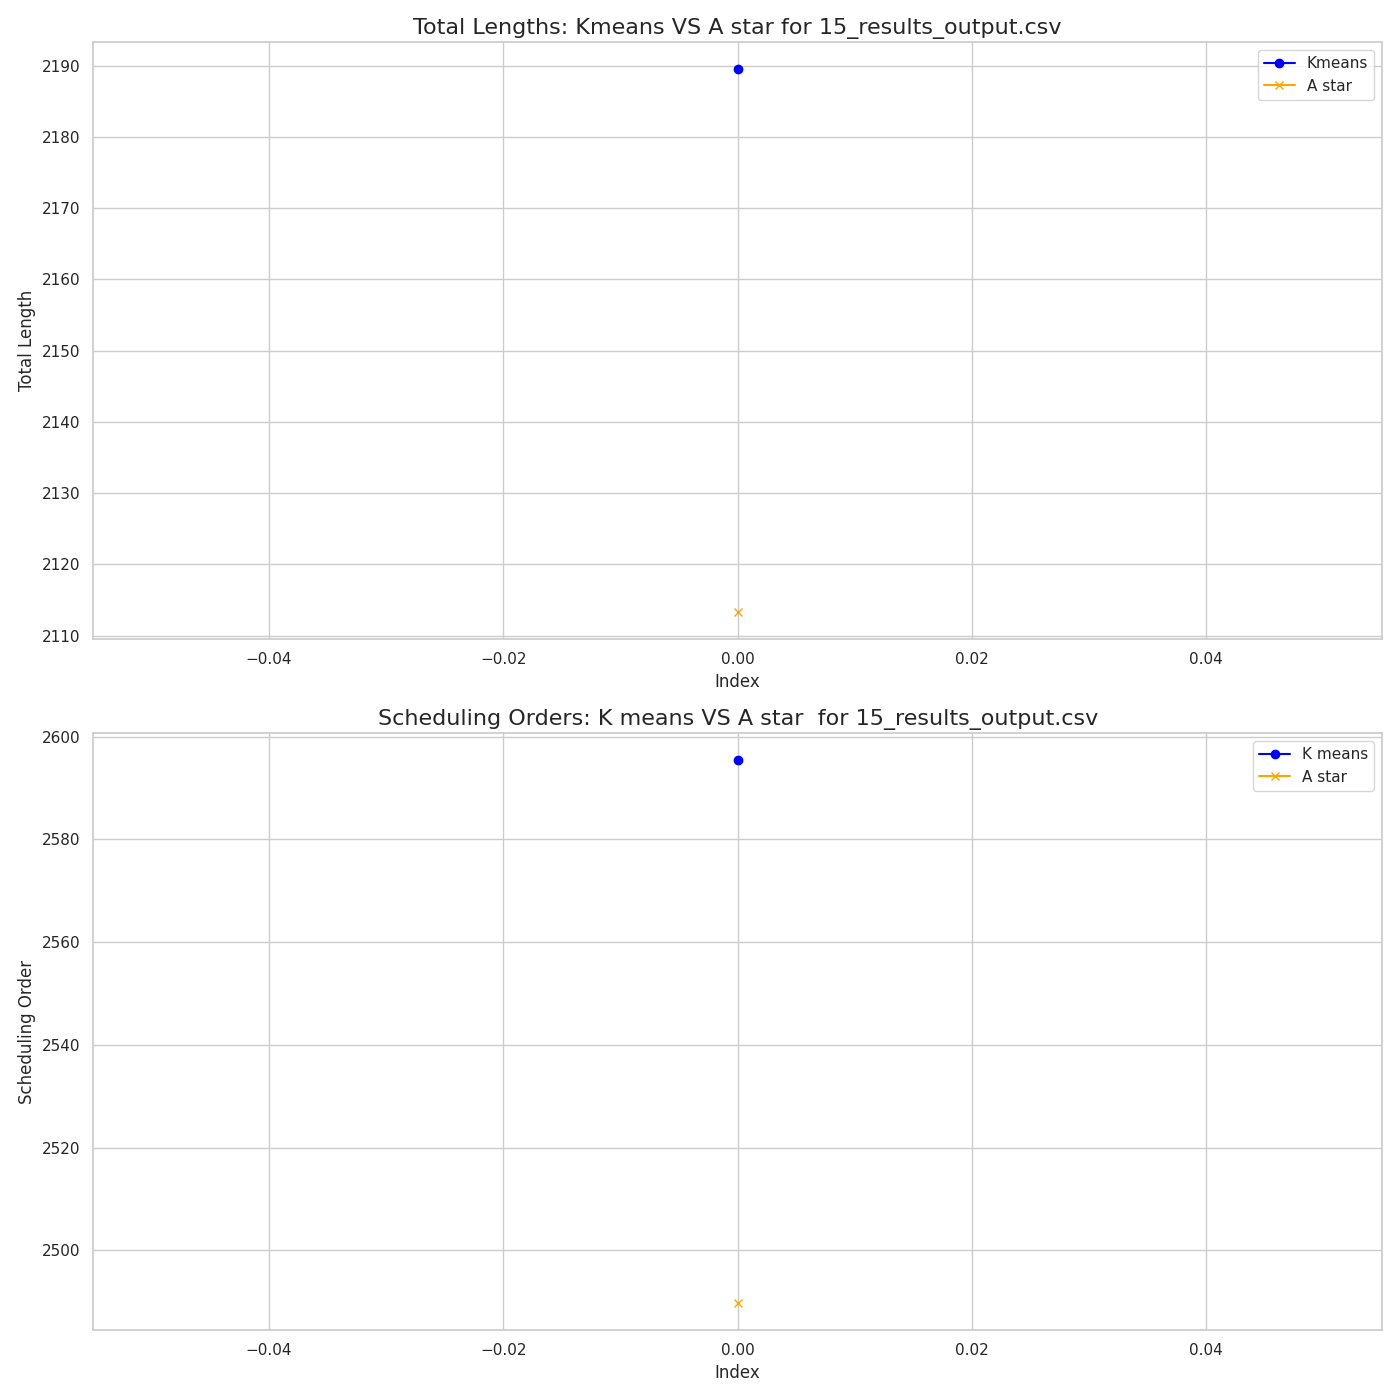 Total Lengths: Kmeans VS A star for 15_results_output.csv
Kmeans
A star
2190
2180
2170
2160
2150
2140
2130
2120
2110
Total Length
−0.04
−0.02
0.00
0.02
0.04
Index
Scheduling Orders: K means VS A star  for 15_results_output.csv
K means
A star
2600
2580
2560
2540
2520
2500
Scheduling Order
−0.04
−0.02
0.00
0.02
0.04
Index